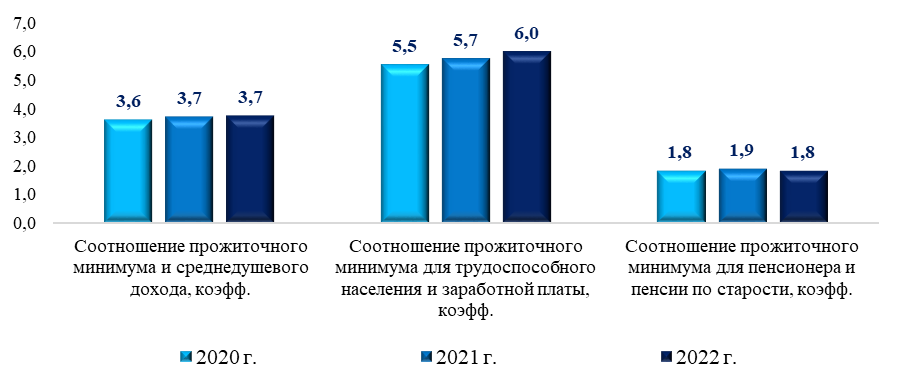 7,0
6,0
5,0
4,0
3,0
2,0
1,0
0,0
3,6
3,7
3,7
5,5
5,7
6,0
1,8
1,9
1,8
Соотношение прожиточного
минимума и среднедушевого
дохода, коэфф.
Соотношение прожиточного
минимума для трудоспособного
населения и заработной платы,
коэфф.
Соотношение прожиточного
минимума для пенсионера и
пенсии по старости, коэфф.
2020 г.
2021 г.
2022 г.